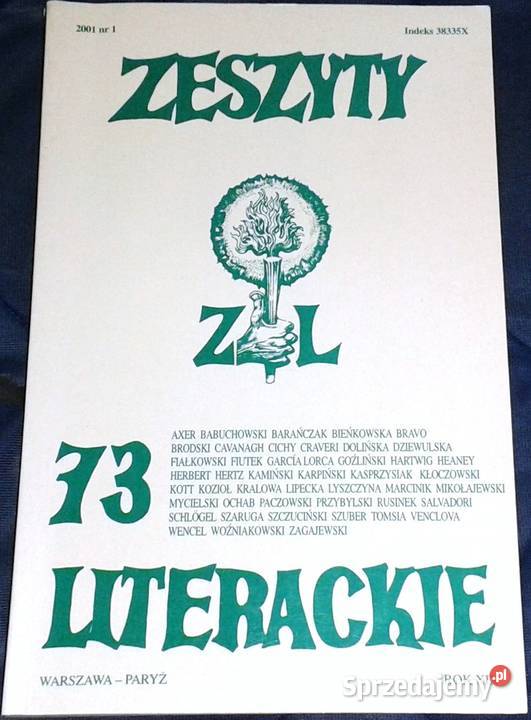 2001 nr 1 Indeks 38335X
ZESZYTY
Z L
73
AXER BABUCHOWSKI BARAŃCZAK BIEŃKOWSKA BRAVO
BRODSKI CAVANAGH CICHY CRAVERI DOLIŃSKA DZIEWULSKA
FIAŁKOWSKI FIUTEK GARCÍA LORCA GOŹLIŃSKI HARTWIG HEANEY
HERBERT HERTZ KAMIŃSKI KARPIŃSKI KASPRZYSIAK KŁOCZOWSKI
KOTT KOZIOŁ KRALOWA LIPECKA LYSZCZYNA MARCINIK MIKOŁAJEWSKI
MYCIELSKI OCHAB PACZOWSKI PRZYBYLSKI RUSINEK SALVADORI
SCHLÖGEL SZARUGA SZCZUCIŃSKI SZUBER TOMSIA VENCLOVA
WENCEL WOŹNIAKOWSKI ZAGAJEWSKI
LITERACKIE
WARSZAWA – PARYŻ ROK
Sprzedajemy.pl